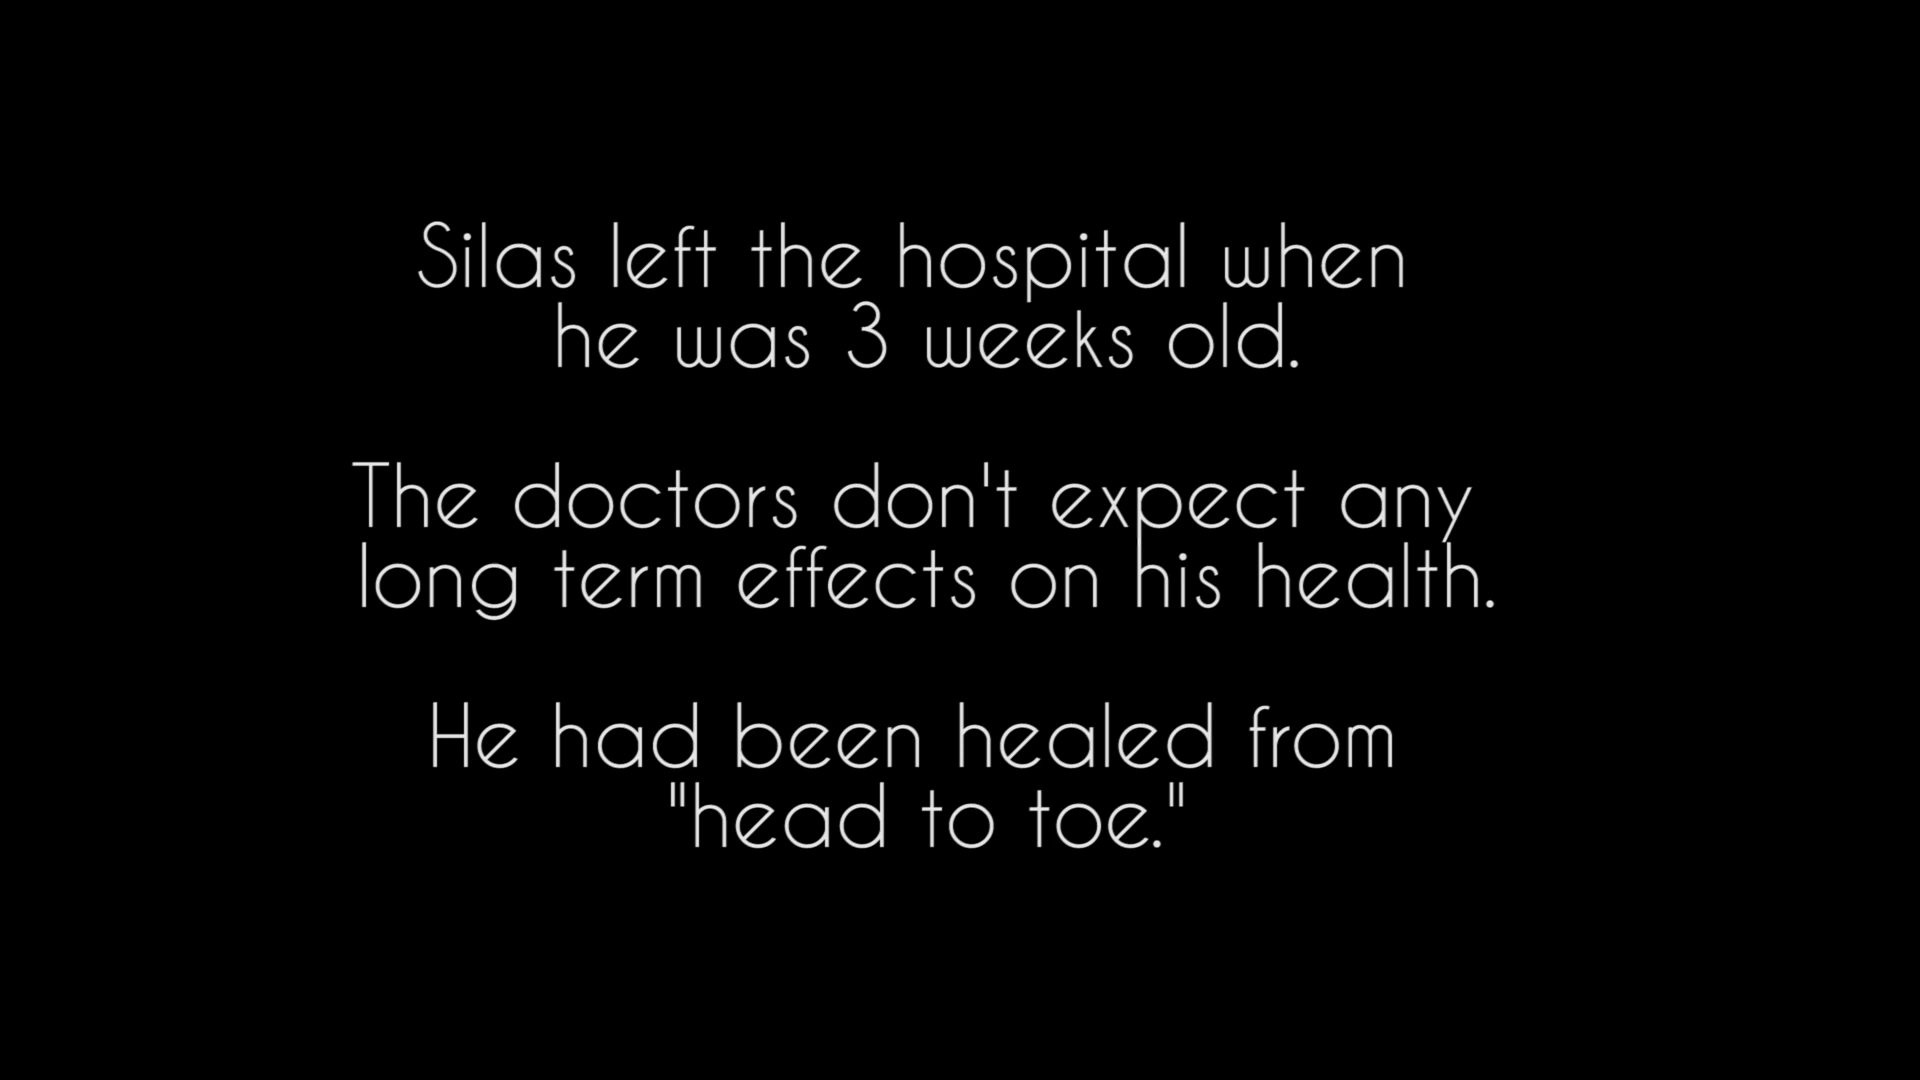 Silas left the hospital when
he was 3 weeks old.
The doctors don't expect any
long term effects on his health.
He had been healed from
"head to toe."